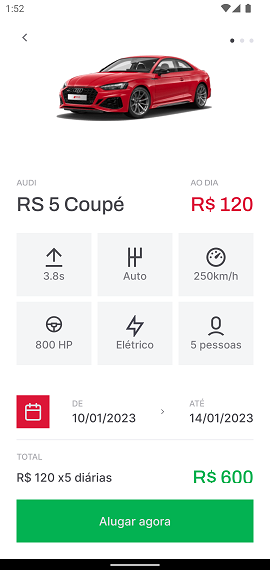 1:52
AUDI
AO DIA
RS 5 Coupé
R$ 120
3.8s
Auto
250km/h
800 HP
Elétrico
5 pessoas
DE
ATÉ
10/01/2023
14/01/2023
TOTAL
R$ 120 x5 diárias
R$ 600
Alugar agora